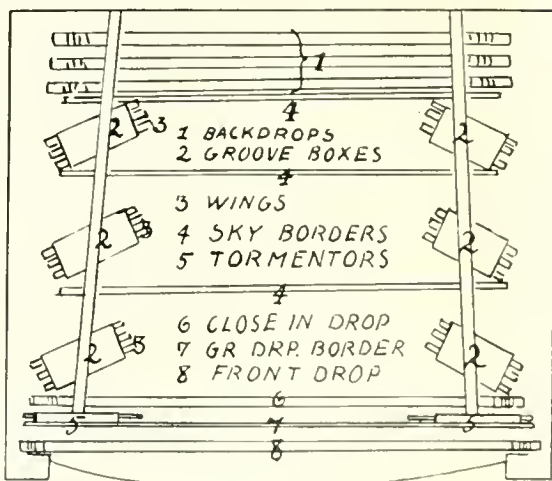 1
4
2 3 2
1 BACKDROPS
2 GROOVE BOXES
4
3 WINGS
2 3 4 SKY BORDERS 2
5 TORMENTORS
4
6 CLOSE IN DROP
7 GR DRP. BORDER
2 3 8 FRONT DROP 2
6
5 7 5
8